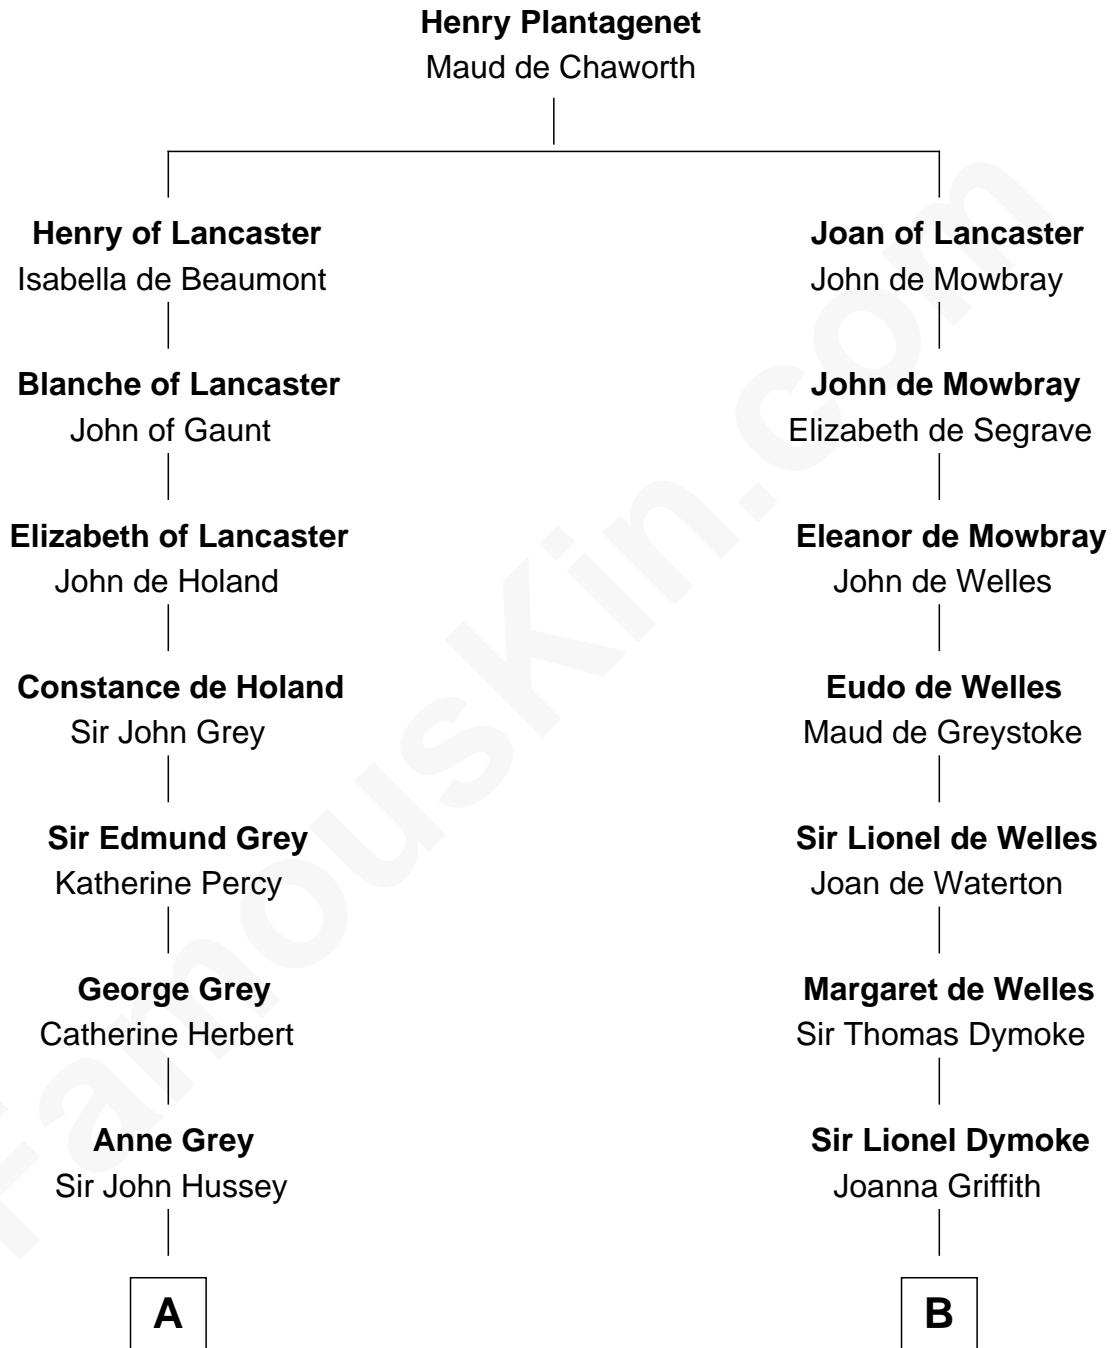 Henry Plantagenet
Maud de Chaworth
Henry of Lancaster
Isabella de Beaumont
Joan of Lancaster
John de Mowbray
Blanche of Lancaster
John of Gaunt
John de Mowbray
Elizabeth de Segrave
Elizabeth of Lancaster
John de Holand
Eleanor de Mowbray
John de Welles
Constance de Holand
Sir John Grey
Eudo de Welles
Maud de Greystoke
Sir Edmund Grey
Katherine Percy
Sir Lionel de Welles
Joan de Waterton
George Grey
Catherine Herbert
Margaret de Welles
Sir Thomas Dymoke
Anne Grey
Sir John Hussey
Sir Lionel Dymoke
Joanna Griffith
A
B
FamousKin.com